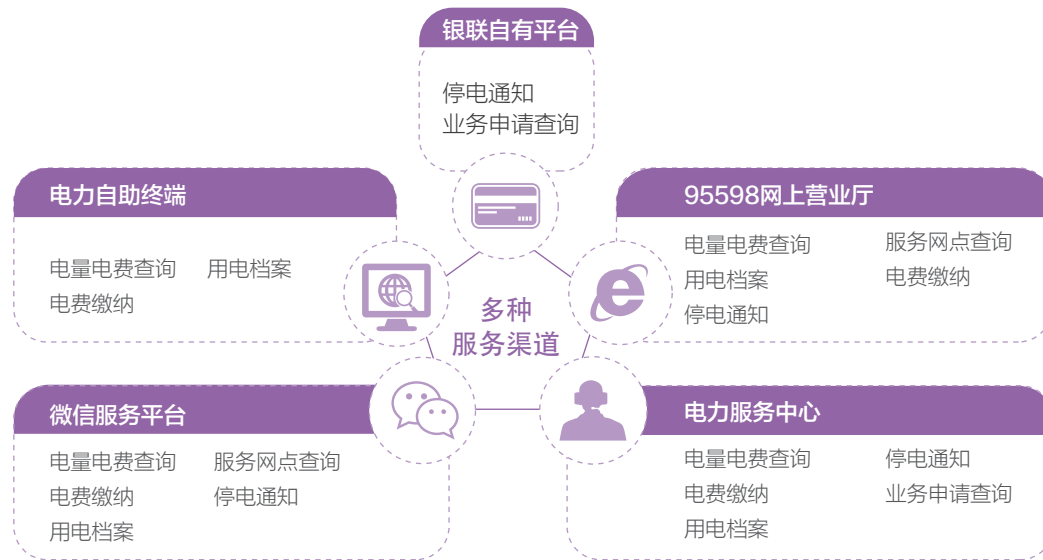 银联自有平台
停电通知
业务申请查询
电力自助终端
电量电费查询 用电档案
电费缴纳
95598网上营业厅
电量电费查询 服务网点查询
用电档案 电费缴纳
停电通知
多种
服务渠道
微信服务平台
电量电费查询 服务网点查询
电费缴纳 停电通知
用电档案
电力服务中心
电量电费查询 停电通知
电费缴纳 业务申请查询
用电档案